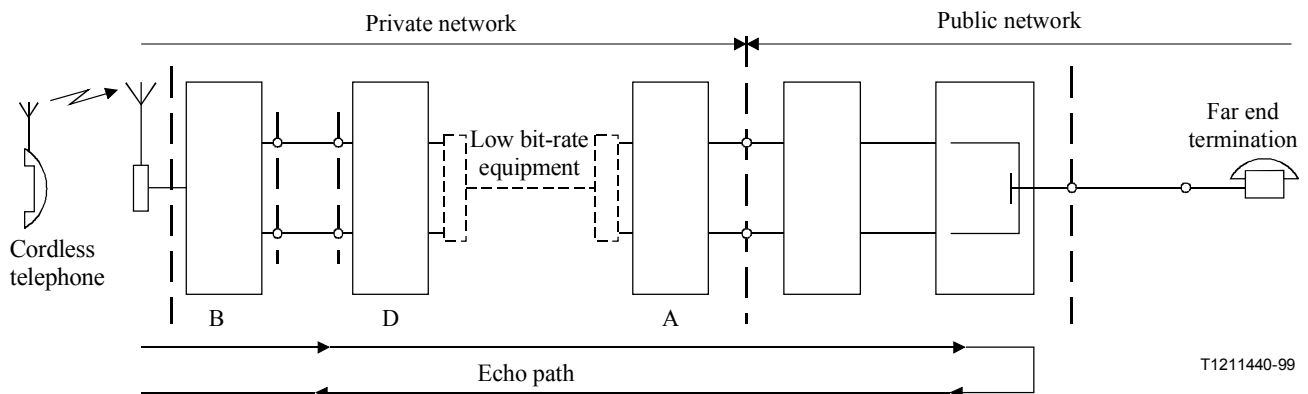 Private network
Public network
Far end
termination
Low bit-rate
equipment
Cordless
telephone
B
D
A
Echo path
T1211440-99